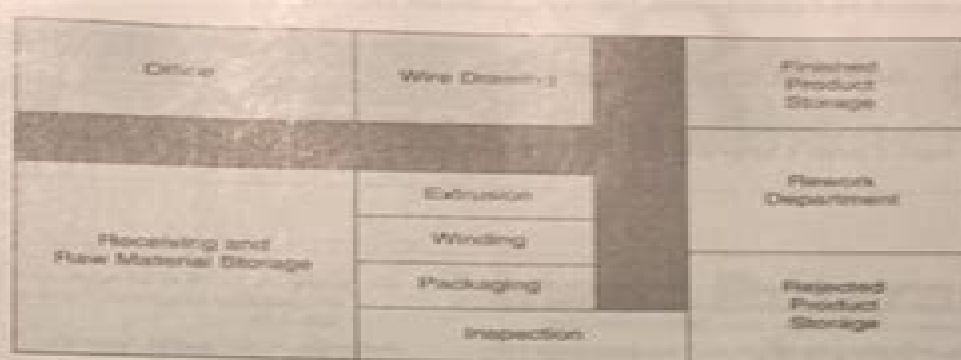 Office
Wire Drawing
Finished
Product
Storage
Extrusion
Rework
Department
Winding
Receiving and
Raw Material Storage
Packaging
Rejected
Product
Storage
Inspection